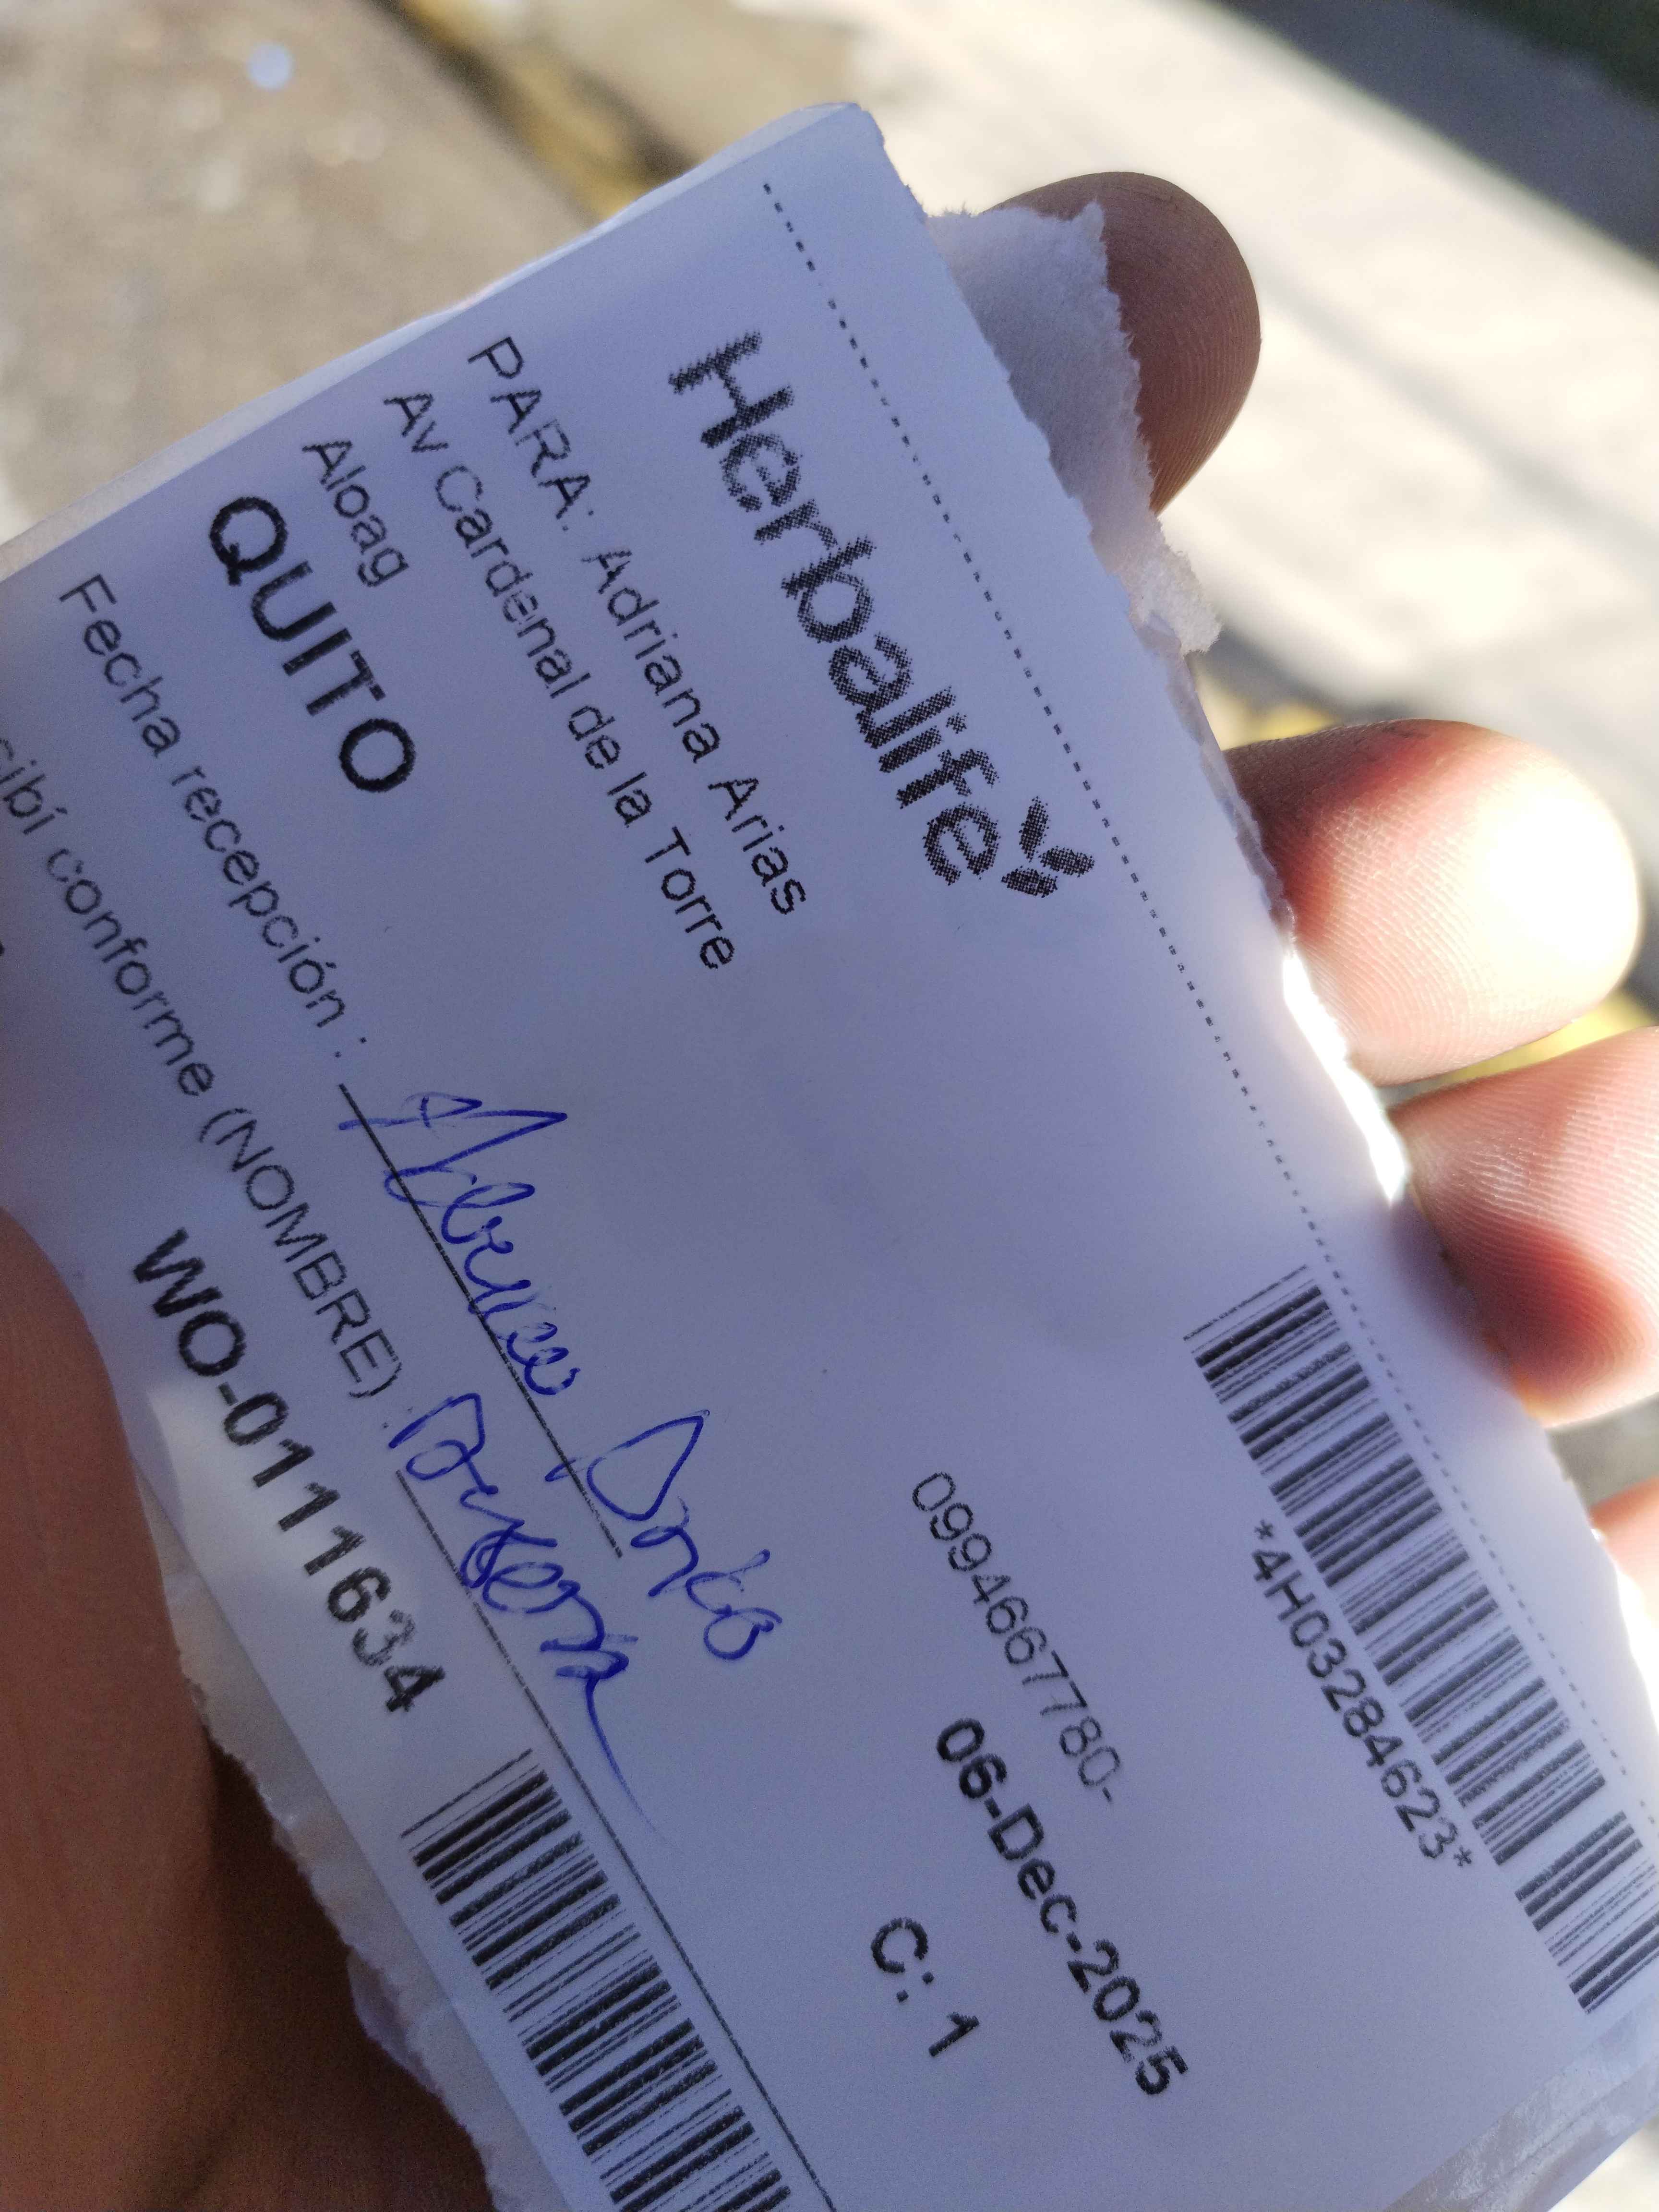 Herbalife
*4H03284623*
PARA: Adriana Arias
0994667780-
Av Cardenal de la Torre
06-Dec-2025
Aloag
QUITO
C: 1
Fecha recepción :
cibí conforme (NOMBRE) :
WO-0111634